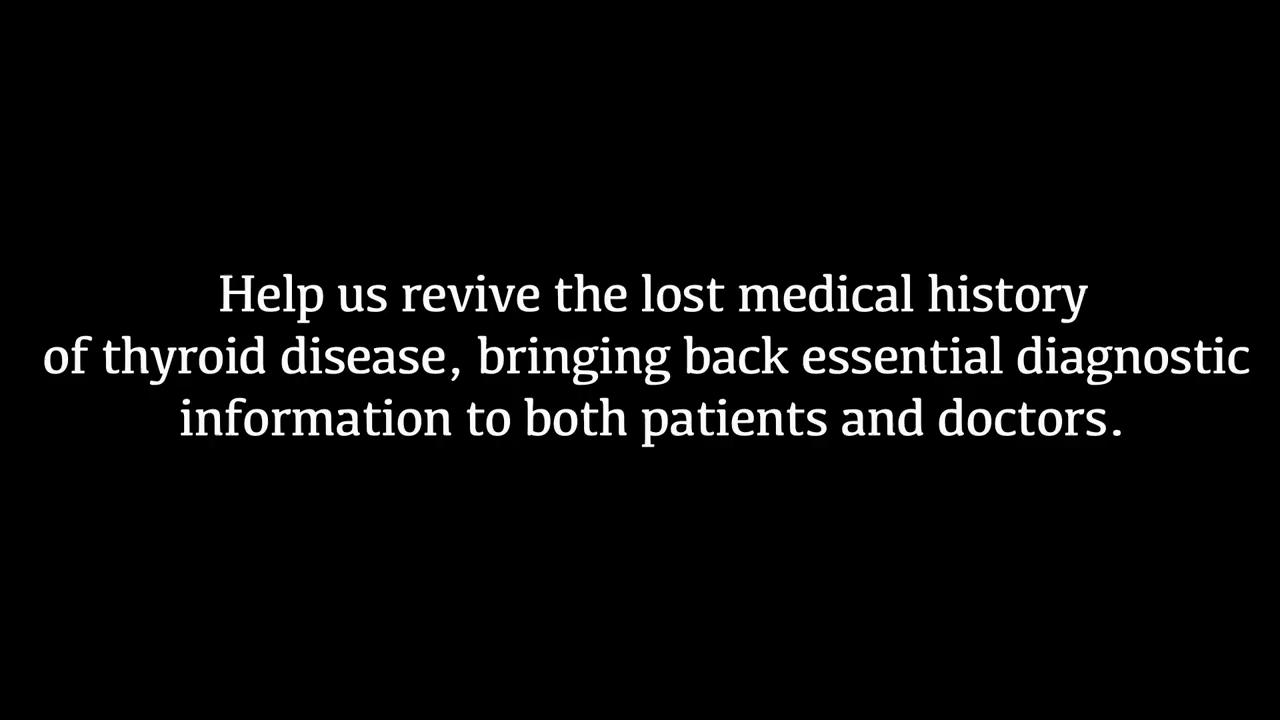 Help us revive the lost medical history
of thyroid disease, bringing back essential diagnostic
information to both patients and doctors.